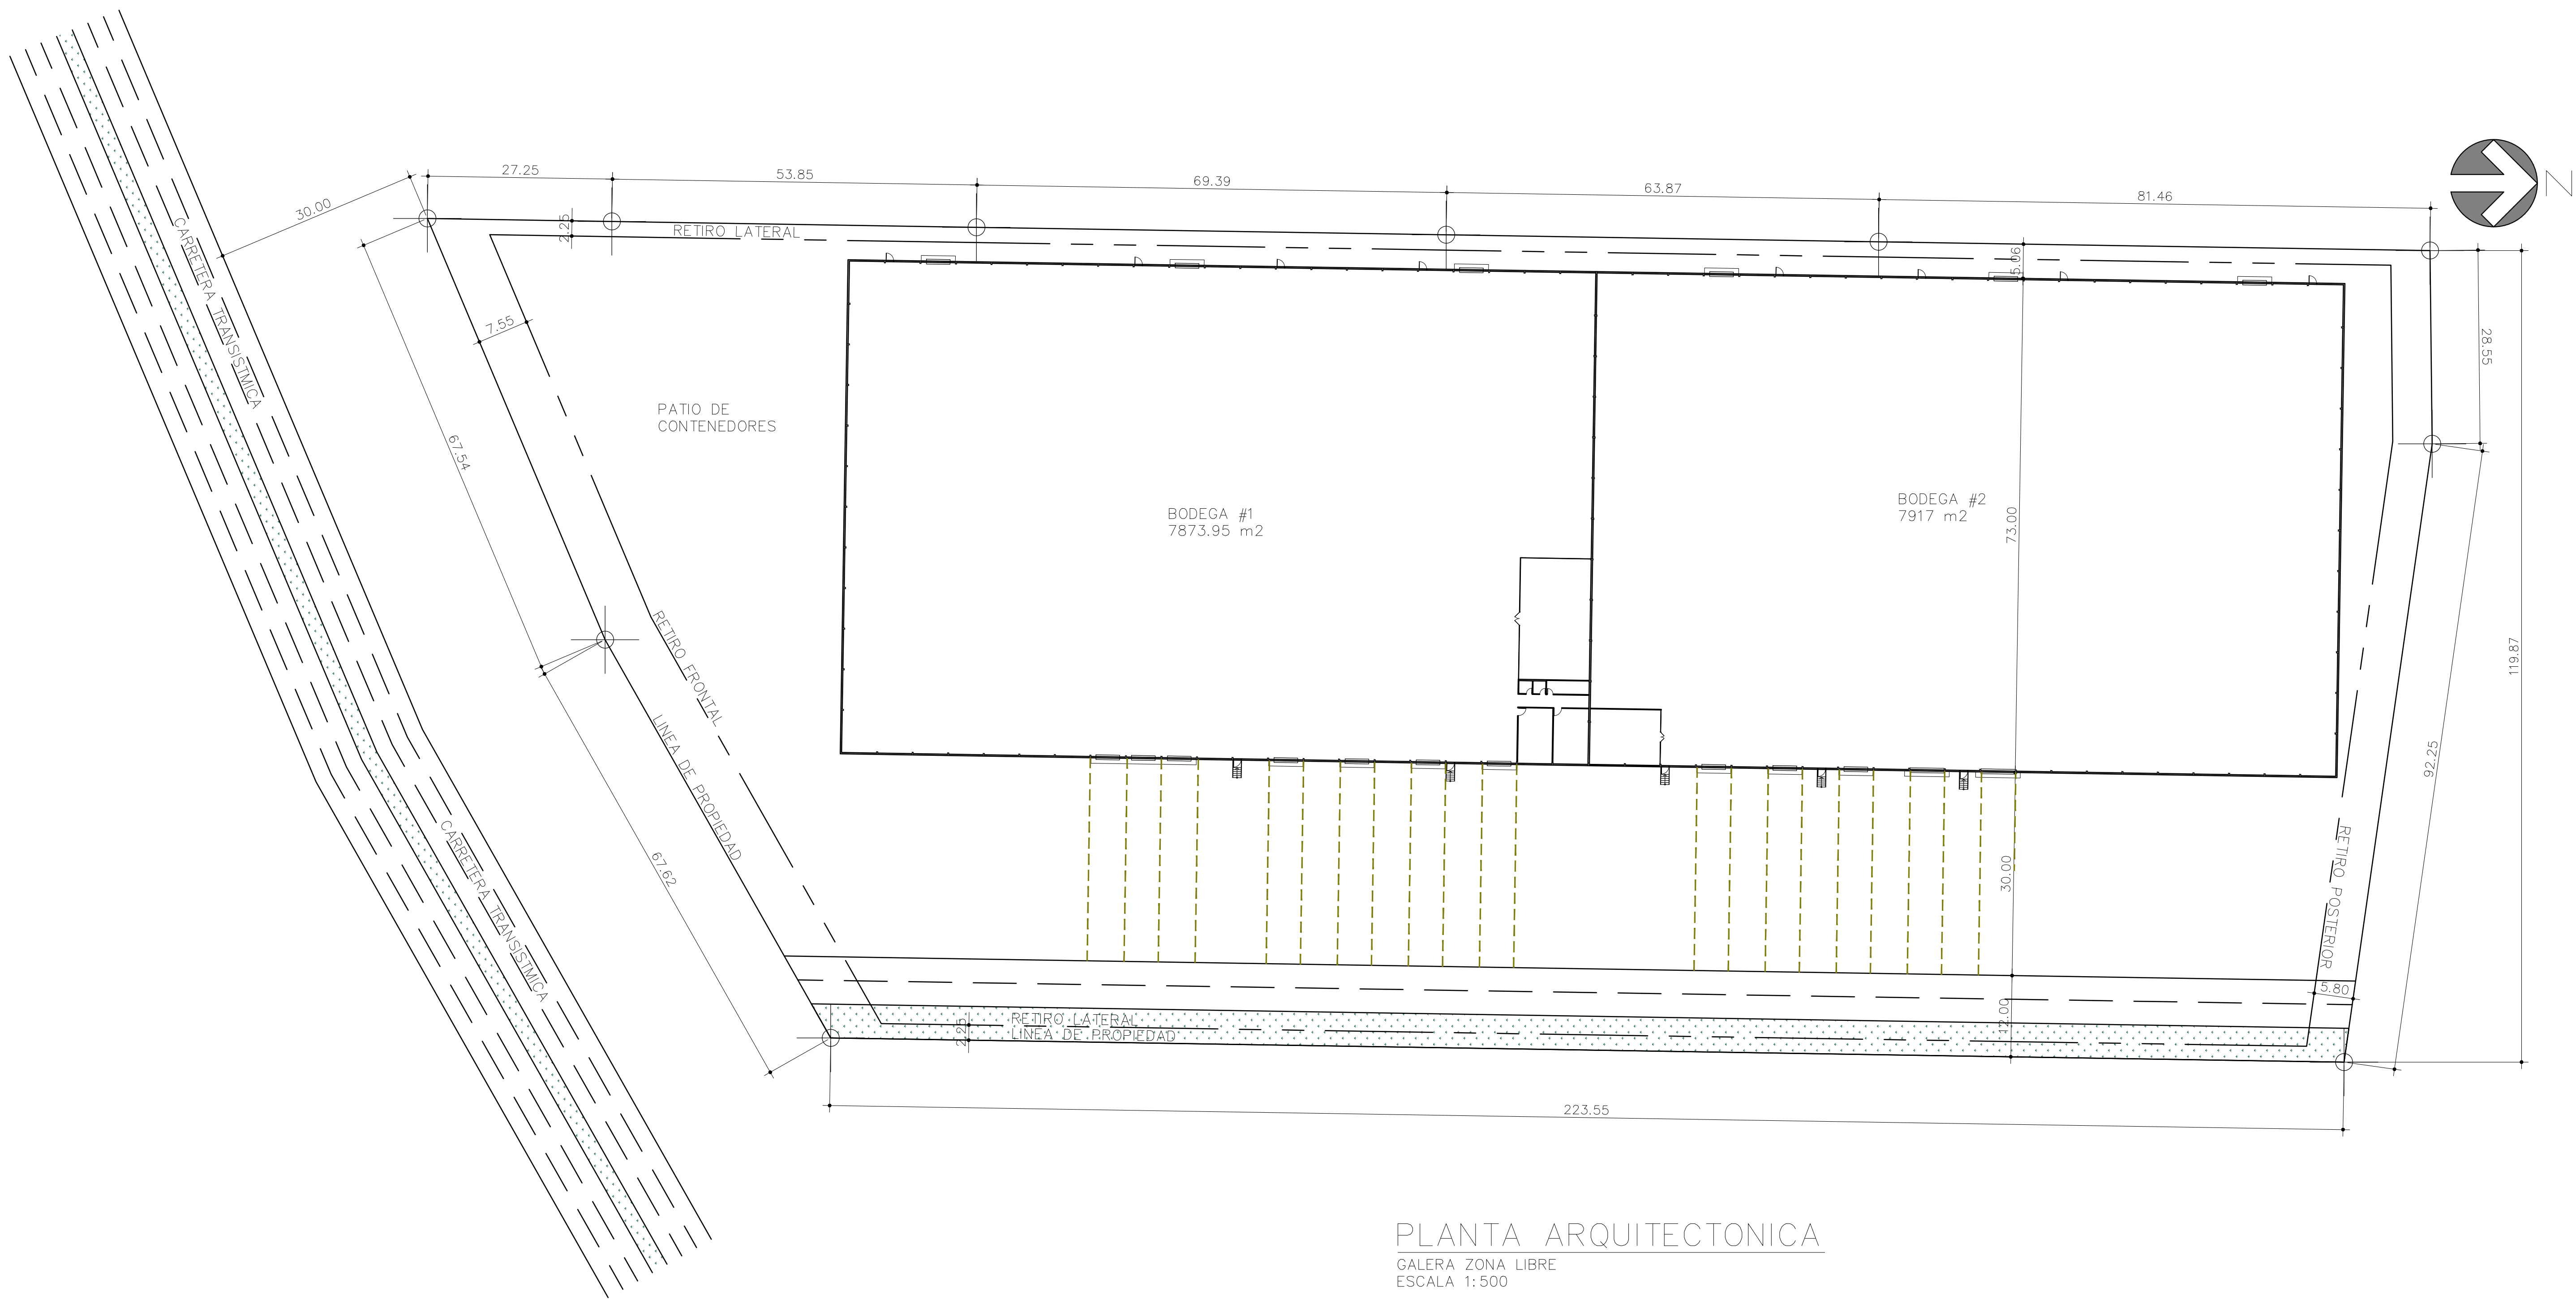 27.25
53.85
69.39
63.87
81.46
N
30.00
CARRETERA TRANSISTMICA
2.25
RETIRO LATERAL
5.06
7.55
28.55
PATIO DE
CONTENEDORES
67.54
BODEGA #1
7873.95 m2
BODEGA #2
7917 m2
73.00
RETIRO FRONTAL
119.87
LINEA DE PROPIEDAD
92.25
67.62
CARRETERA TRANSISTMICA
30.00
RETIRO POSTERIOR
5.80
2.25
RETIRO LATERAL
LINEA DE PROPIEDAD
12.00
223.55
PLANTA ARQUITECTONICA
GALERA ZONA LIBRE
ESCALA 1:500